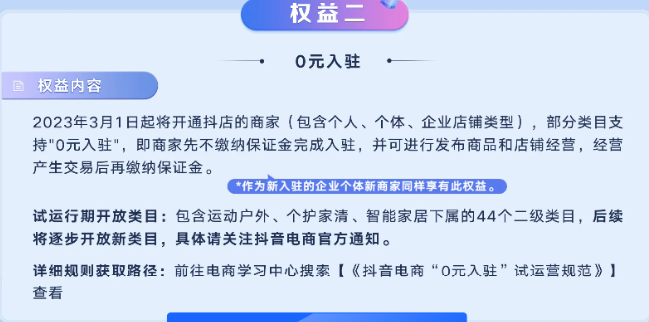 权益二
0元入驻
权益内容
2023年3月1日起将开通抖店的商家（包含个人、个体、企业店铺类型），部分类目支
持"0元入驻"，即商家先不缴纳保证金完成入驻，并可进行发布商品和店铺经营，经营
产生交易后再缴纳保证金。
*作为新入驻的企业个体新商家同样享有此权益。
试运行期开放类目：包含运动户外、个护家清、智能家居下属的44个二级类目，后续
将逐步开放新类目，具体请关注抖音电商官方通知。
详细规则获取路径：前往电商学习中心搜索【《抖音电商“0元入驻”试运营规范》】
查看